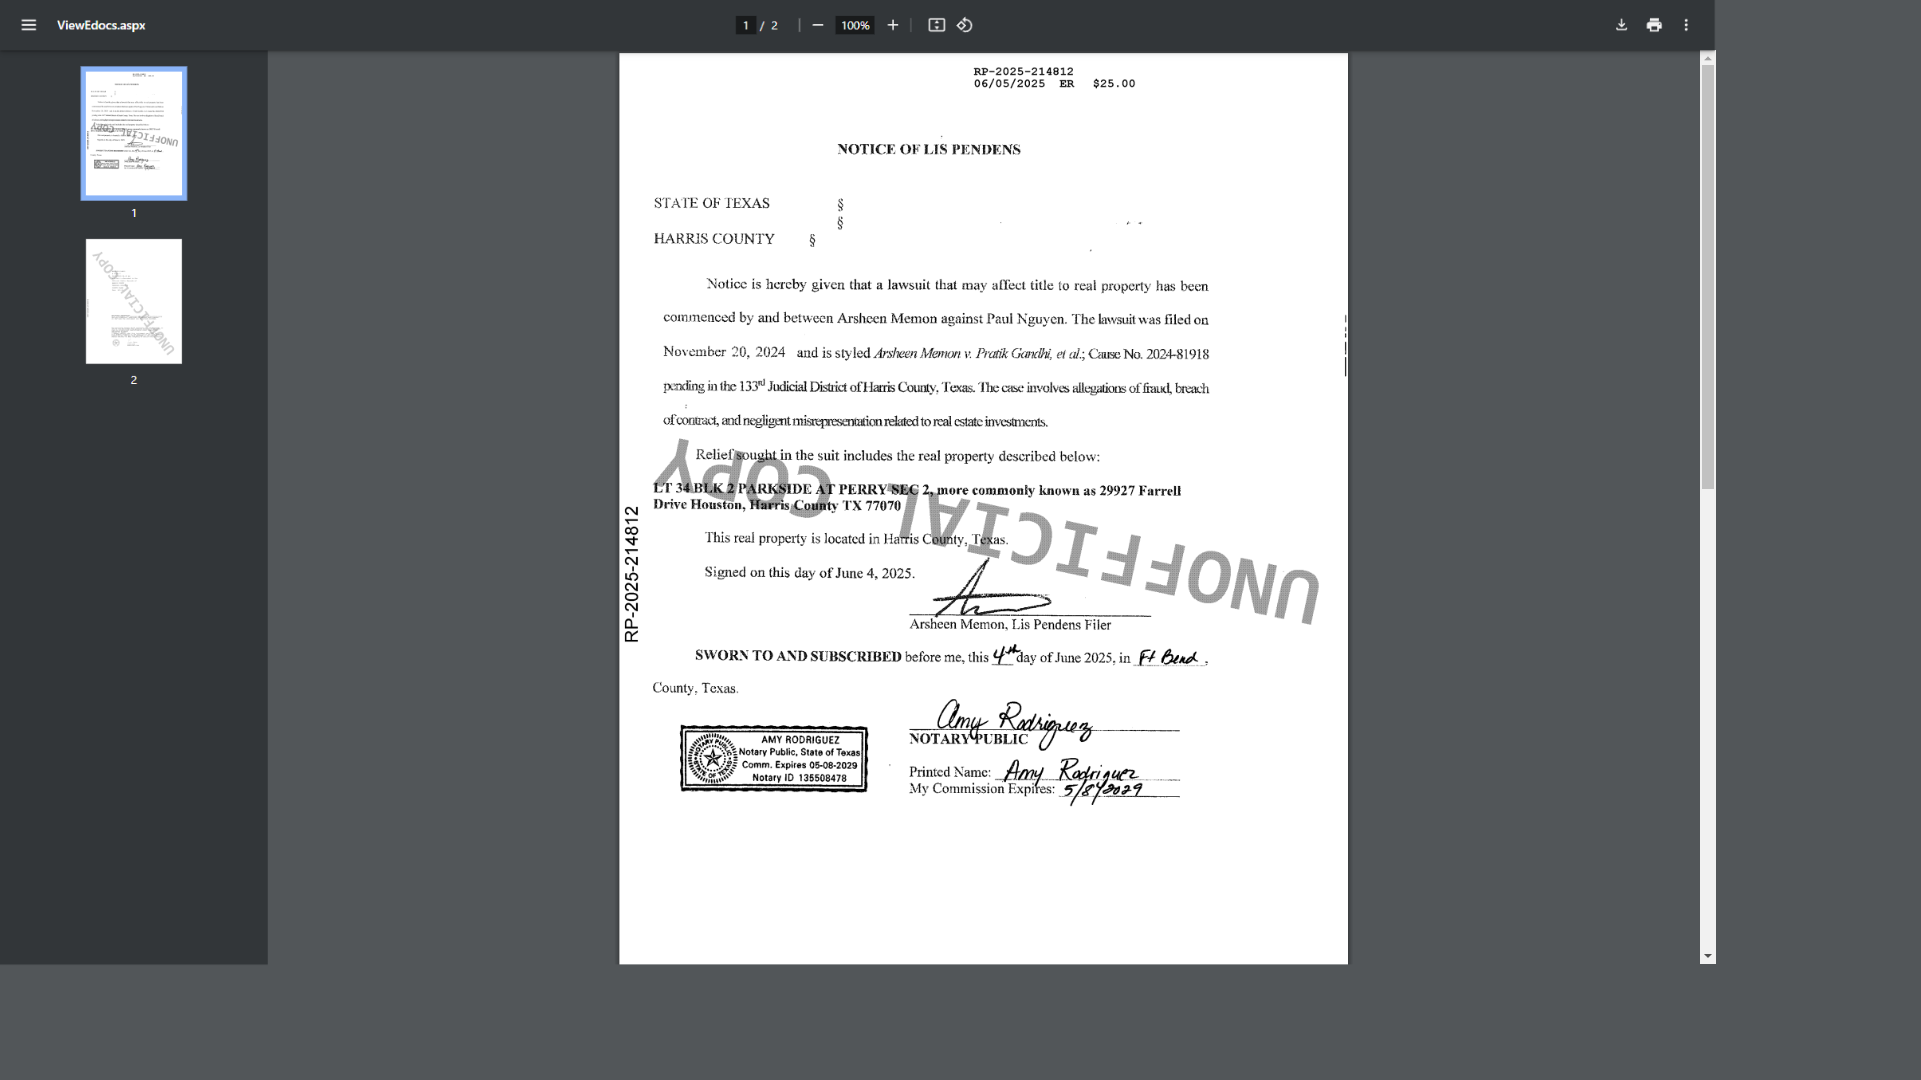 ViewEdocs.aspx
1 / 2
100%
1
2
RP-2025-214812
06/05/2025 ER $25.00
NOTICE OF LIS PENDENS
STATE OF TEXAS §
§
HARRIS COUNTY §
Notice is hereby given that a lawsuit that may affect title to real property has been
commenced by and between Arsheen Memon against Paul Nguyen. The lawsuit was filed on
November 20, 2024 and is styled Arsheen Memon v. Pratik Gandhi, et al.; Cause No. 2024-81918
pending in the 133rd Judicial District of Harris County, Texas. The case involves allegations of fraud, breach
of contract, and negligent misrepresentation related to real estate investments.
Relief sought in the suit includes the real property described below:
LT 34 BLK 2 PARKSIDE AT PERRY SEC 2, more commonly known as 29927 Farrell
Drive Houston, Harris County TX 77070
This real property is located in Harris County, Texas.
Signed on this day of June 4, 2025.
Arsheen Memon, Lis Pendens Filer
SWORN TO AND SUBSCRIBED before me, this 4th day of June 2025, in Ft Bend,
County, Texas.
Amy Rodriguez
NOTARY PUBLIC
Printed Name: Amy Rodriguez
My Commission Expires: 5/8/2029
AMY RODRIGUEZ
Notary Public, State of Texas
Comm. Expires 05-08-2029
Notary ID 135508478
NOTARY PUBLIC
STATE OF TEXAS
RP-2025-214812
UNOFFICIAL COPY